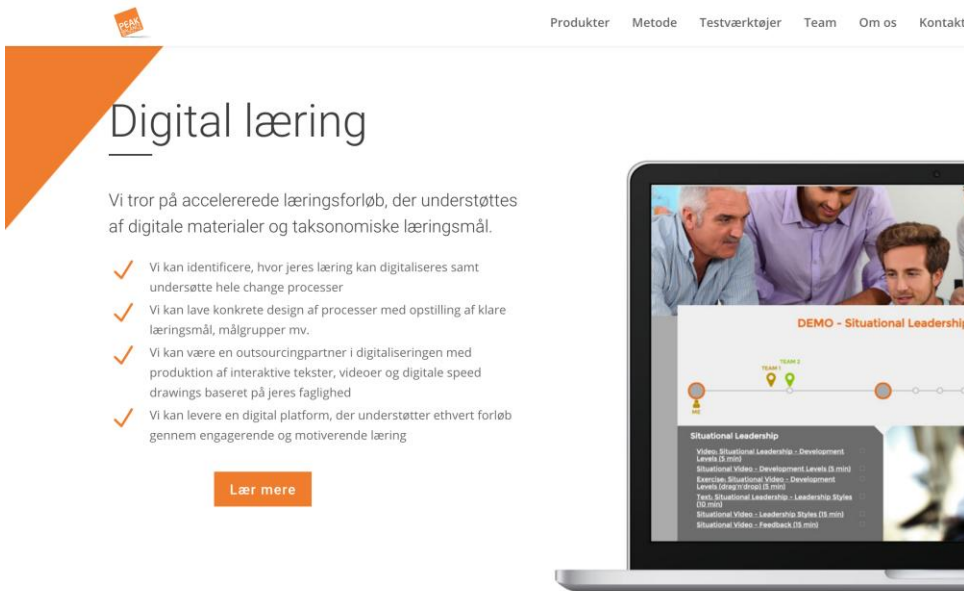 PEAK
Produkter Metode Testværktøjer Team Om os Kontakt
Digital læring
Vi tror på accelererede læringsforløb, der understøttes
af digitale materialer og taksonomiske læringsmål.
Vi kan identificere, hvor jeres læring kan digitaliseres samt
undersøtte hele change processer
Vi kan lave konkrete design af processer med opstilling af klare
læringsmål, målgrupper mv.
Vi kan være en outsourcingpartner i digitaliseringen med
produktion af interaktive tekster, videoer og digitale speed
drawings baseret på jeres faglighed
Vi kan levere en digital platform, der understøtter ethvert forløb
gennem engagerende og motiverende læring
Lær mere
DEMO - Situational Leadership
TEAM 1
TEAM 2
ME
Situational Leadership
Video: Situational Leadership - Development
Levels (5 min)
Situational Video - Development Levels (5 min)
Exercise: Situational Video - Development
Levels (drag'n'drop) (5 min)
Text: Situational Leadership - Leadership Styles
(10 min)
Situational Video - Leadership Styles (15 min)
Situational Video - Feedback (15 min)